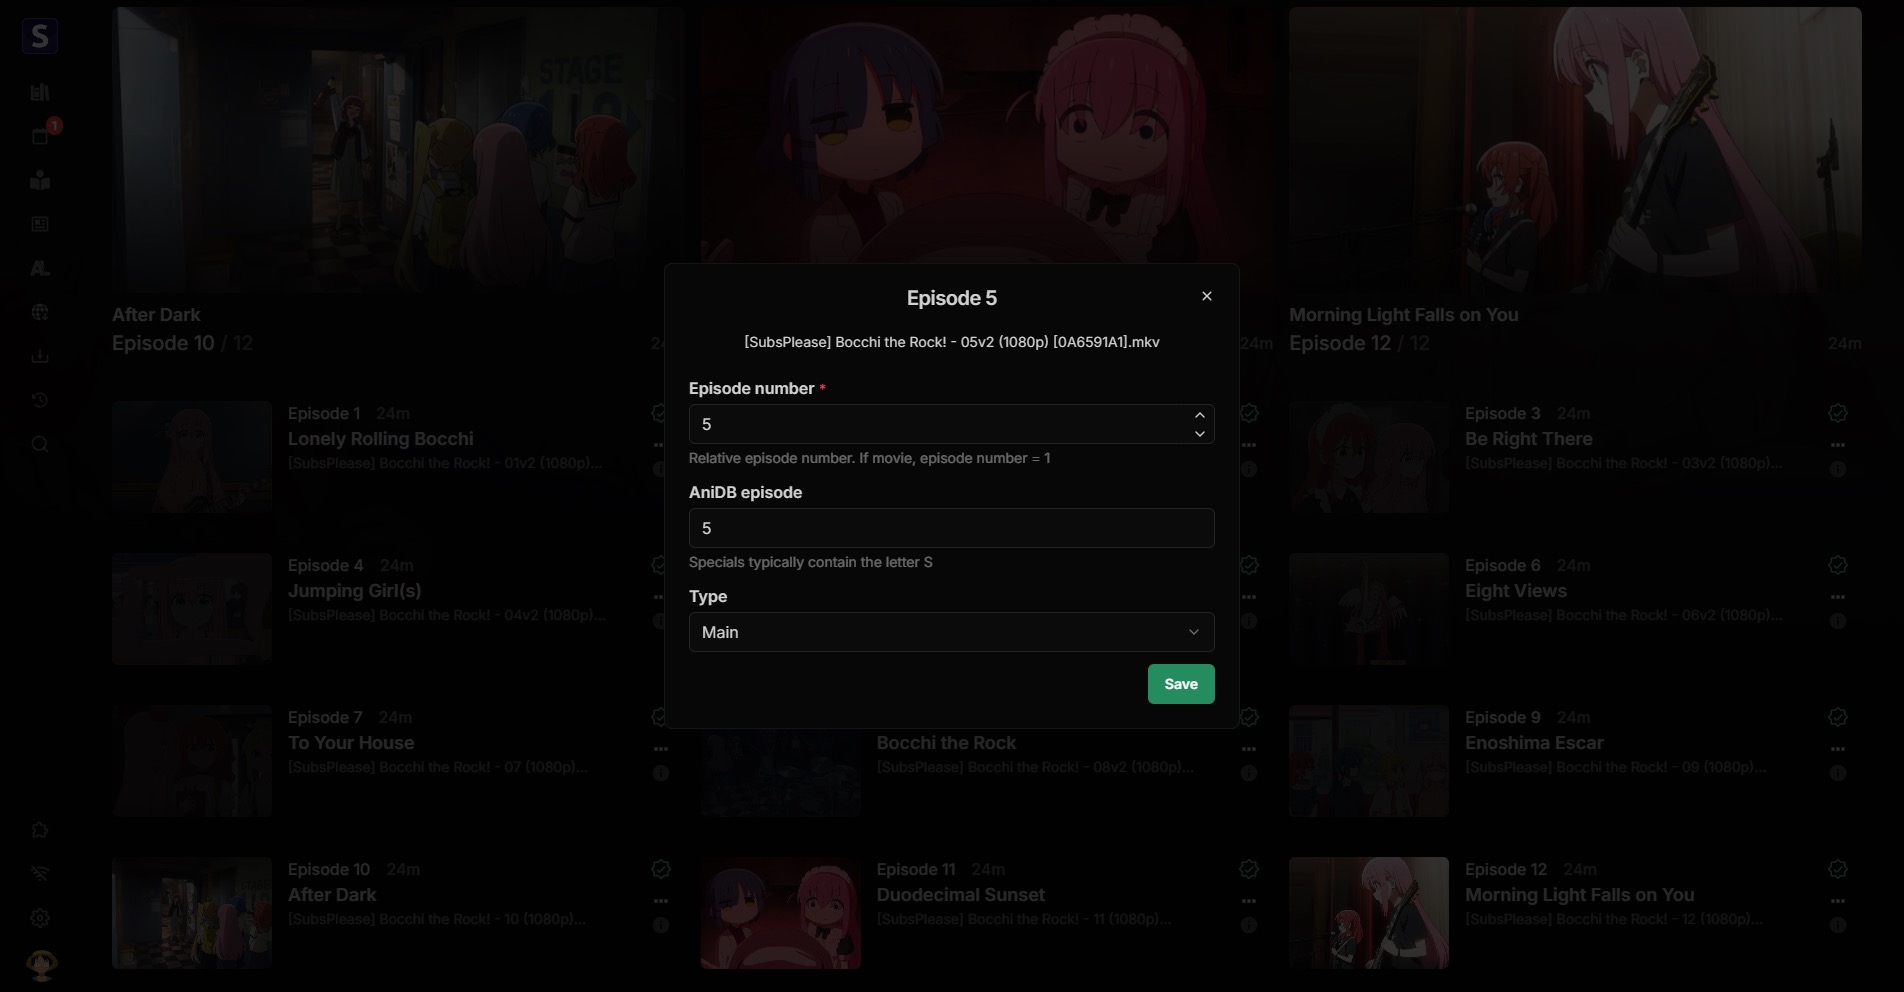 S
1
STAGE
After Dark
Episode 10 / 12
24m
Morning Light Falls on You
Episode 12 / 12
24m
Episode 5
[SubsPlease] Bocchi the Rock! - 05v2 (1080p) [0A6591A1].mkv
Episode number *
5
Relative episode number. If movie, episode number = 1
AniDB episode
5
Specials typically contain the letter S
Type
Main
Save
Episode 1 24m
Lonely Rolling Bocchi
[SubsPlease] Bocchi the Rock! - 01v2 (1080p)...
Episode 3 24m
Be Right There
[SubsPlease] Bocchi the Rock! - 03v2 (1080p)...
Episode 4 24m
Jumping Girl(s)
[SubsPlease] Bocchi the Rock! - 04v2 (1080p)...
Episode 6 24m
Eight Views
[SubsPlease] Bocchi the Rock! - 06v2 (1080p)...
Episode 7 24m
To Your House
[SubsPlease] Bocchi the Rock! - 07 (1080p)...
Bocchi the Rock
[SubsPlease] Bocchi the Rock! - 08v2 (1080p)...
Episode 9 24m
Enoshima Escar
[SubsPlease] Bocchi the Rock! - 09 (1080p)...
Episode 10 24m
After Dark
[SubsPlease] Bocchi the Rock! - 10 (1080p)...
Episode 11 24m
Duodecimal Sunset
[SubsPlease] Bocchi the Rock! - 11 (1080p)...
Episode 12 24m
Morning Light Falls on You
[SubsPlease] Bocchi the Rock! - 12 (1080p)...